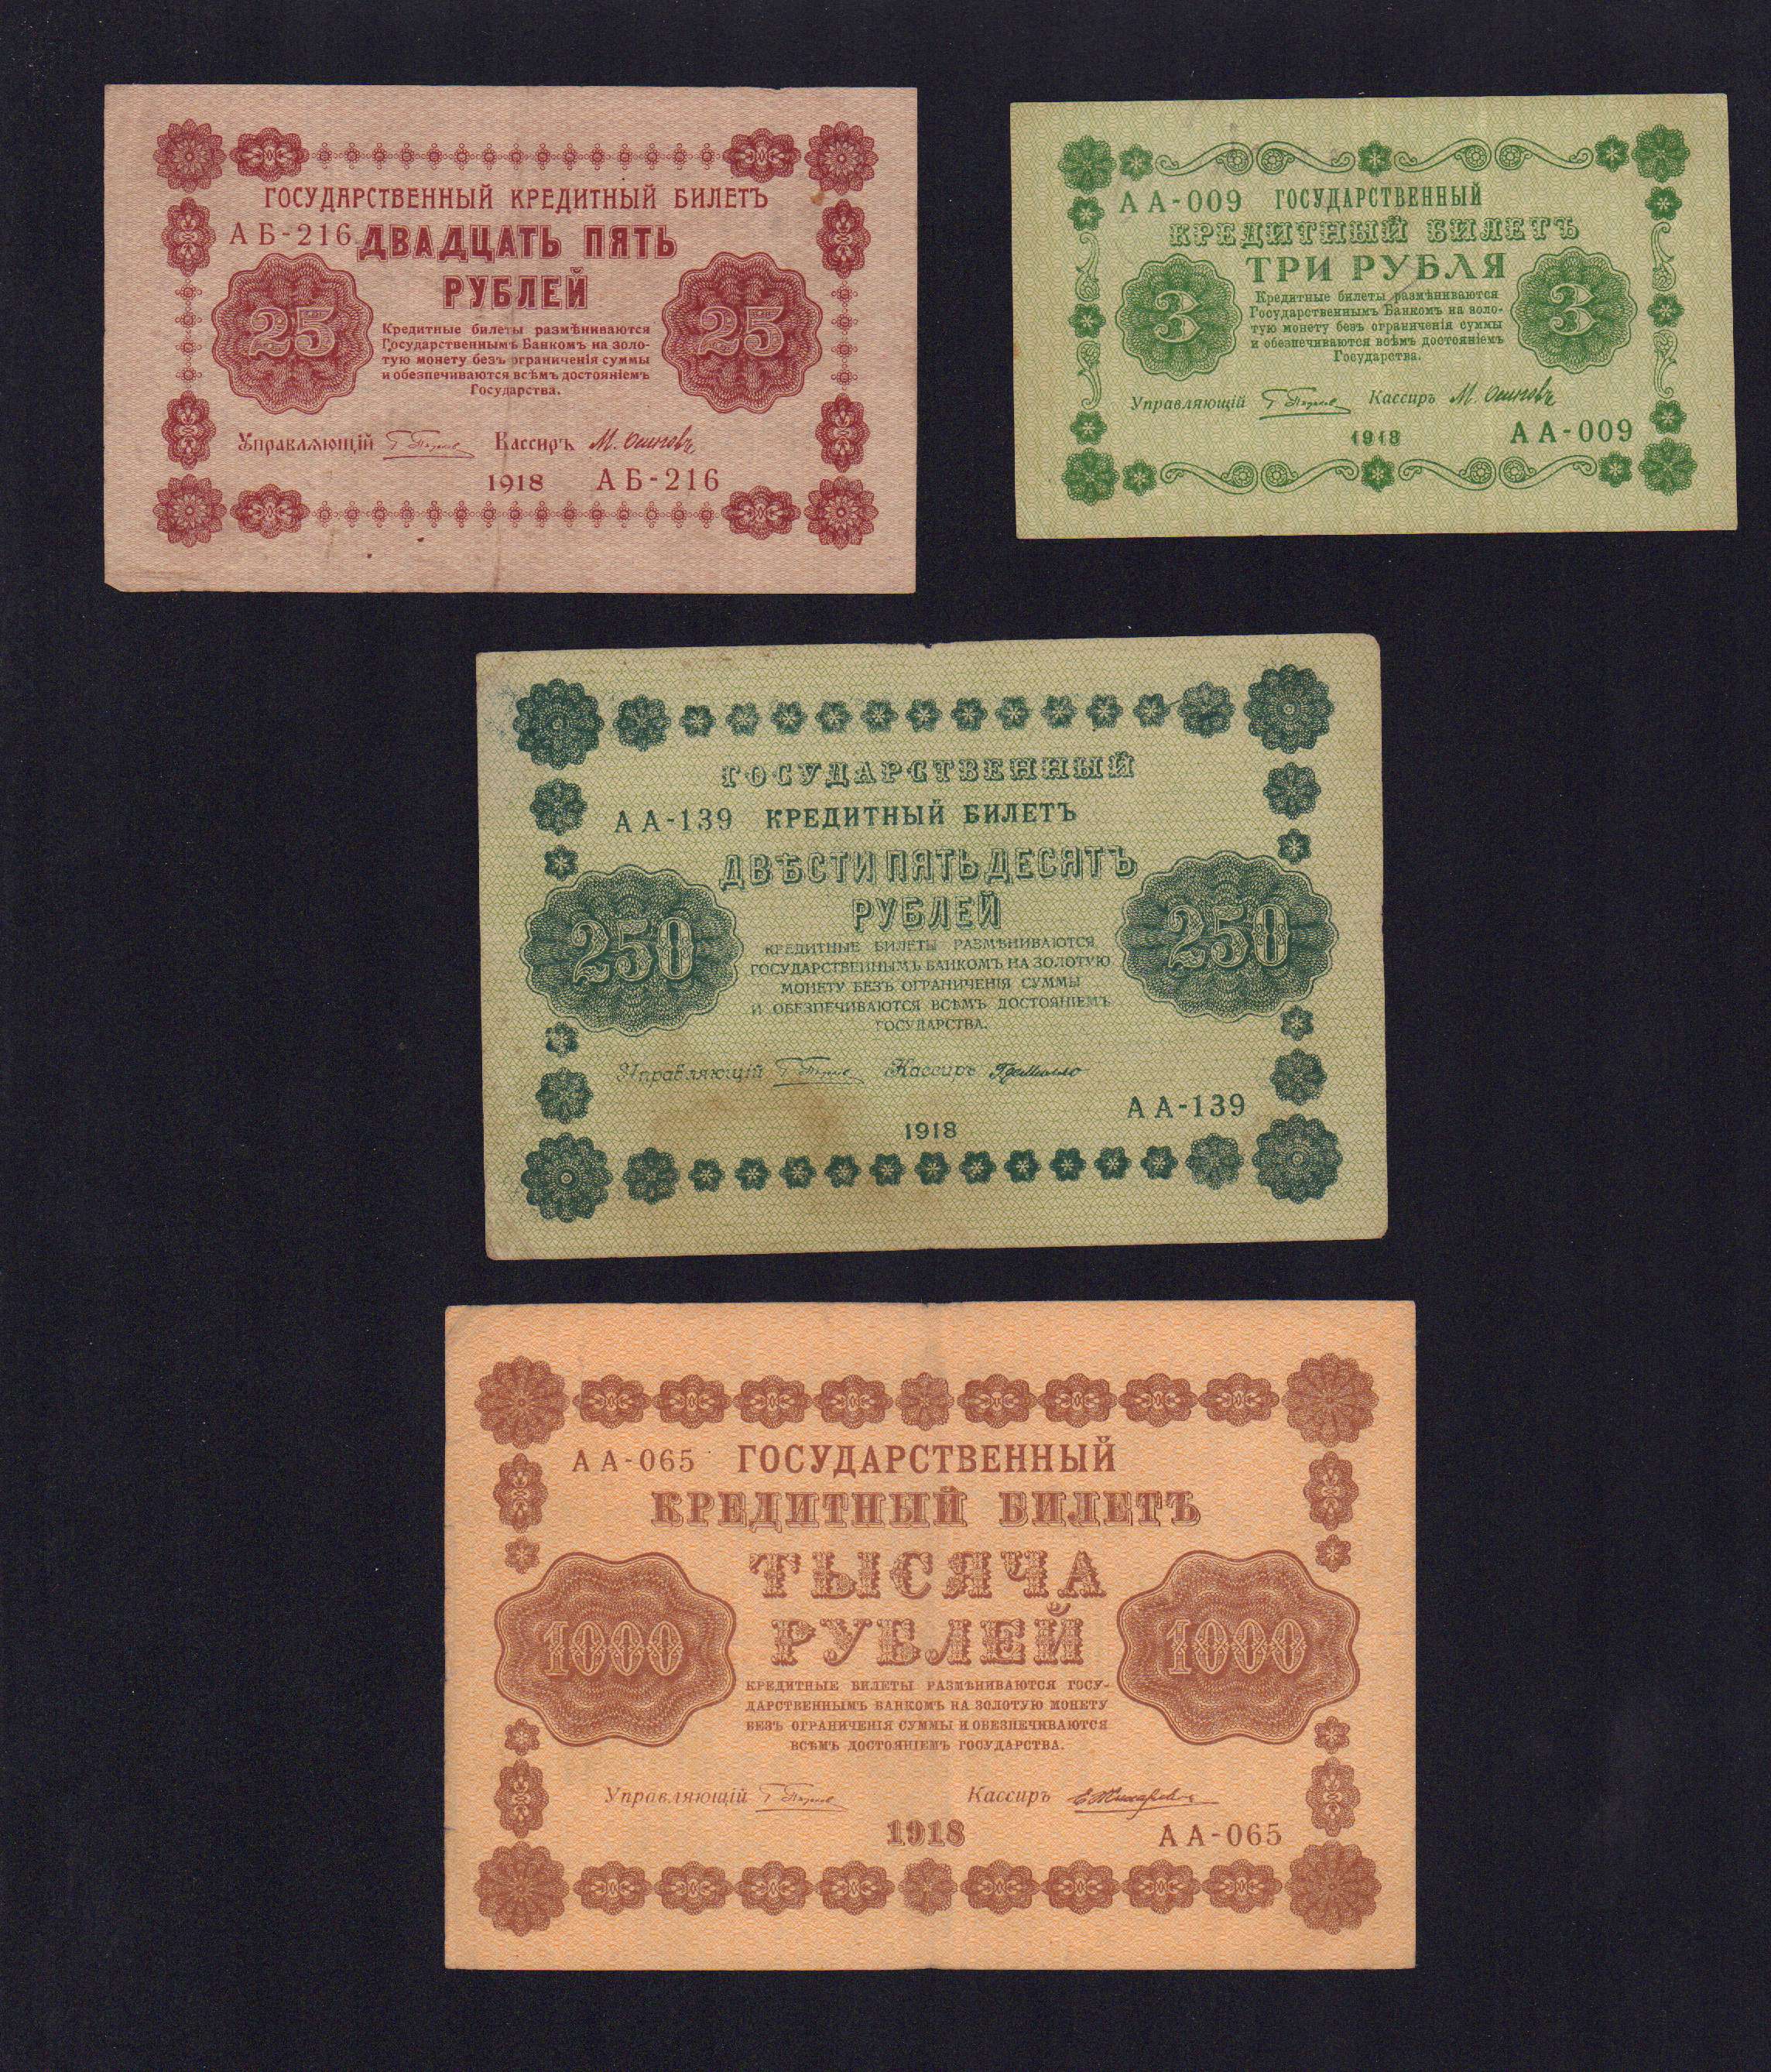 ГОСУДАРСТВЕННЫЙ КРЕДИТНЫЙ БИЛЕТЪ
АБ-216 ДВАДЦАТЬ ПЯТЬ
РУБЛЕЙ
25 25
Кредитные билеты размѣниваются
Государственнымъ Банкомъ на золо-
тую монету безъ ограниченія суммы
и обезпечиваются всѣмъ достояніемъ
Государства.
Управляющій Кассиръ
1918 АБ-216
АА-009 ГОСУДАРСТВЕННЫЙ
КРЕДИТНЫЙ БИЛЕТЪ
ТРИ РУБЛЯ
3 3
Кредитные билеты размѣниваются
Государственнымъ Банкомъ на золо-
тую монету безъ ограниченія суммы
и обезпечиваются всѣмъ достояніемъ
Государства.
Управляющій Кассиръ
1918 АА-009
ГОСУДАРСТВЕННЫЙ
АА-139 КРЕДИТНЫЙ БИЛЕТЪ
ДВѢСТИ ПЯТЬДЕСЯТЪ
РУБЛЕЙ
250 250
КРЕДИТНЫЕ БИЛЕТЫ РАЗМѢНИВАЮТСЯ
ГОСУДАРСТВЕННЫМЪ БАНКОМЪ НА ЗОЛОТУЮ
МОНЕТУ БЕЗЪ ОГРАНИЧЕНІЯ СУММЫ
И ОБЕЗПЕЧИВАЮТСЯ ВСѢМЪ ДОСТОЯНІЕМЪ
ГОСУДАРСТВА.
Управляющій Кассиръ
АА-139
1918
АА-065 ГОСУДАРСТВЕННЫЙ
КРЕДИТНЫЙ БИЛЕТЪ
ТЫСЯЧА
РУБЛЕЙ
1000 1000
КРЕДИТНЫЕ БИЛЕТЫ РАЗМѢНИВАЮТСЯ ГОСУ-
ДАРСТВЕННЫМЪ БАНКОМЪ НА ЗОЛОТУЮ МОНЕТУ
БЕЗЪ ОГРАНИЧЕНІЯ СУММЫ И ОБЕЗПЕЧИВАЮТСЯ
ВСѢМЪ ДОСТОЯНІЕМЪ ГОСУДАРСТВА.
Управляющій Кассиръ
1918 АА-065